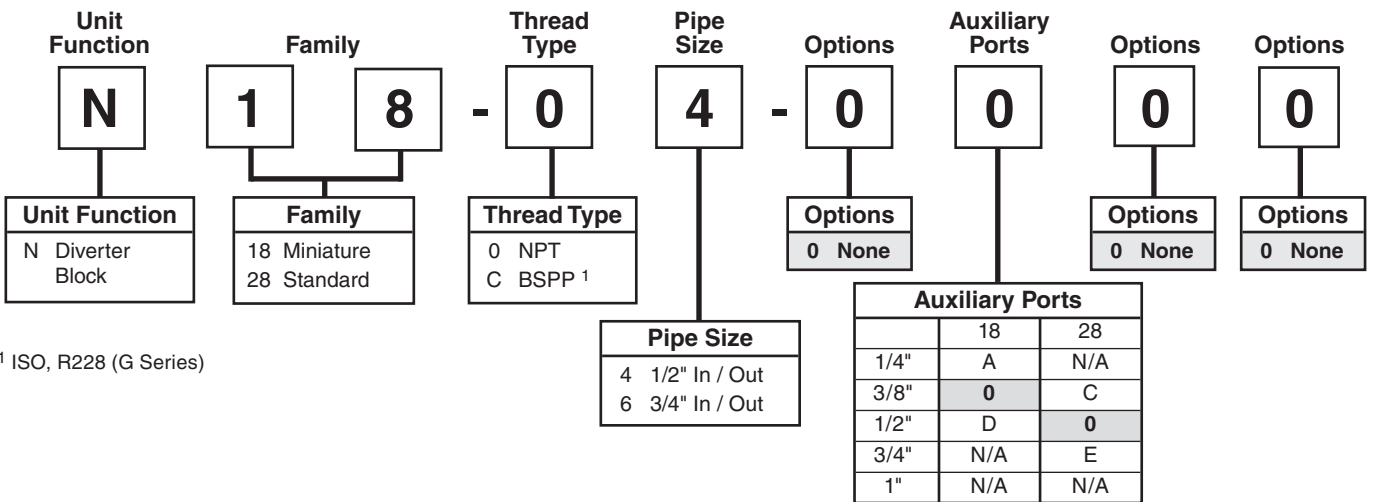 Unit Function
Family
Thread Type
Pipe Size
Options
Auxiliary Ports
Options
Options
N 1 8 - 0 4 - 0 0 0 0
Unit Function
N Diverter
Block
Family
18 Miniature
28 Standard
Thread Type
0 NPT
C BSPP 1
Options
0 None
Options
0 None
Options
0 None
Pipe Size
4 1/2" In / Out
6 3/4" In / Out
Auxiliary Ports
18 28
1/4" A N/A
3/8" 0 C
1/2" D 0
3/4" N/A E
1" N/A N/A
1 ISO, R228 (G Series)